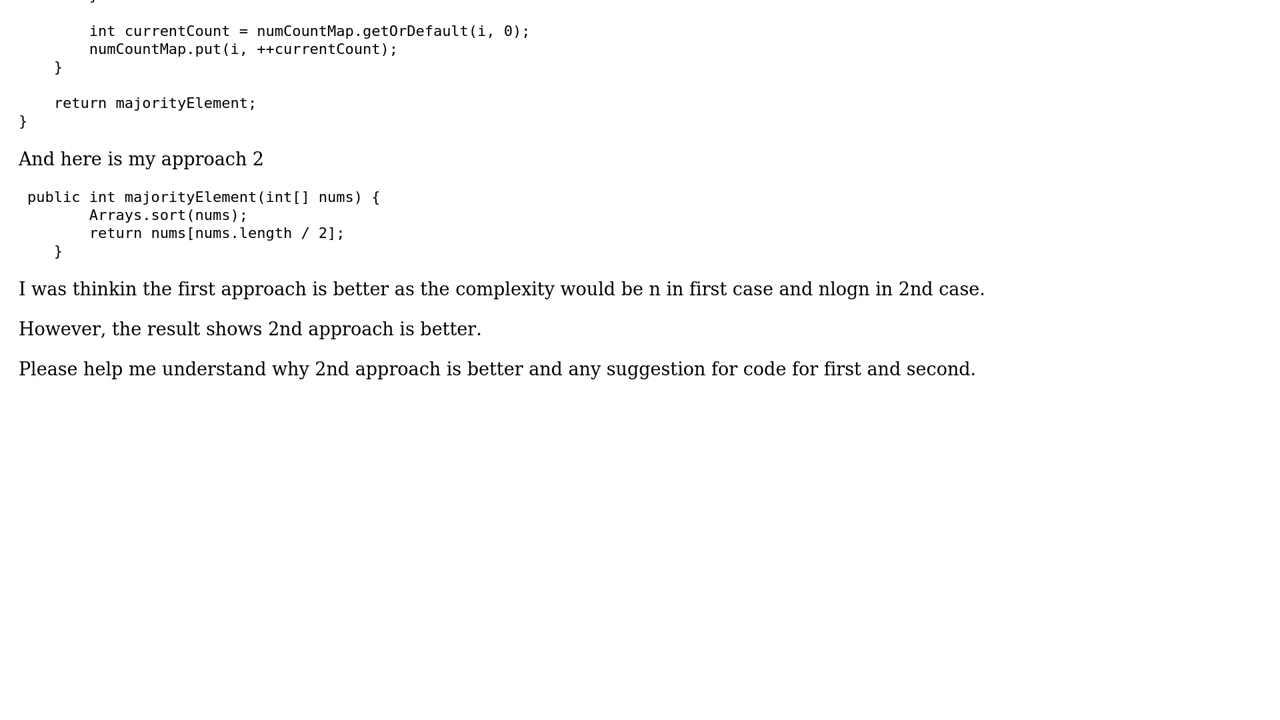 }
        int currentCount = numCountMap.getOrDefault(i, 0);
        numCountMap.put(i, ++currentCount);
    }
    return majorityElement;
}
And here is my approach 2
 public int majorityElement(int[] nums) {
        Arrays.sort(nums);
        return nums[nums.length / 2];
    }
I was thinkin the first approach is better as the complexity would be n in first case and nlogn in 2nd case.
However, the result shows 2nd approach is better.
Please help me understand why 2nd approach is better and any suggestion for code for first and second.